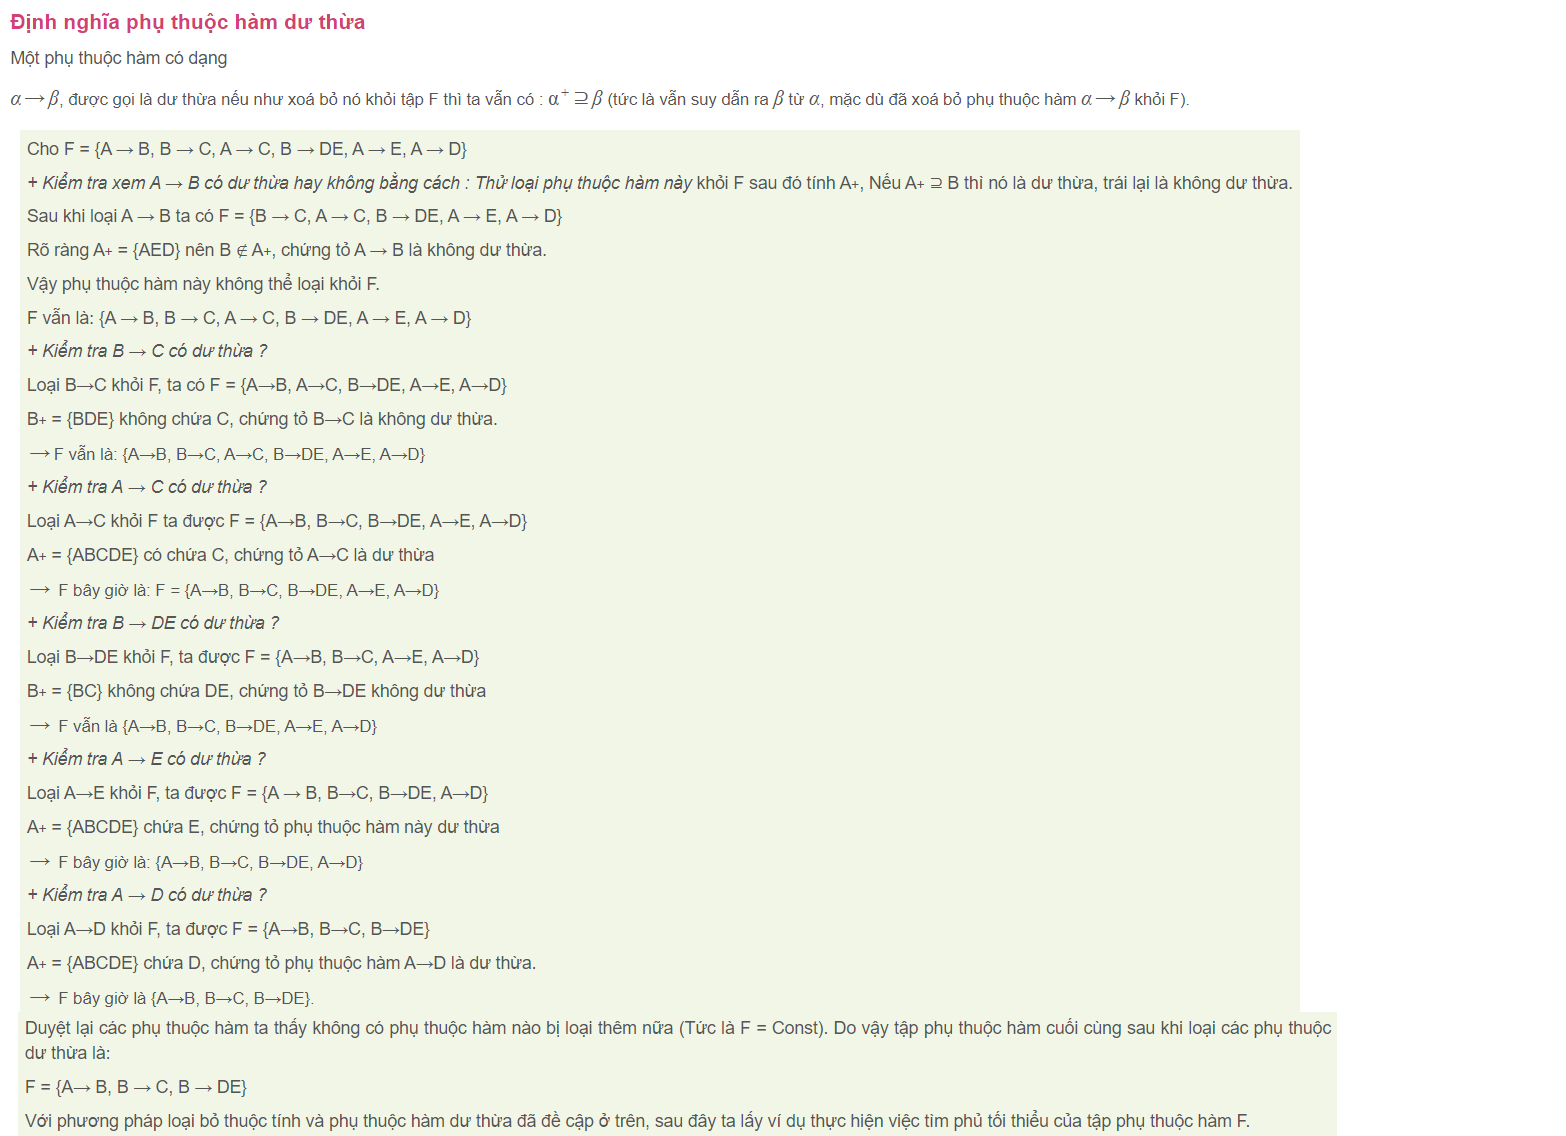 Định nghĩa phụ thuộc hàm dư thừa
Một phụ thuộc hàm có dạng
α → β, được gọi là dư thừa nếu như xoá bỏ nó khỏi tập F thì ta vẫn có : α⁺ ⊇ β (tức là vẫn suy dẫn ra β từ α, mặc dù đã xoá bỏ phụ thuộc hàm α → β khỏi F).
Cho F = {A → B, B → C, A → C, B → DE, A → E, A → D}
+ Kiểm tra xem A → B có dư thừa hay không bằng cách : Thử loại phụ thuộc hàm này khỏi F sau đó tính A+, Nếu A+ ⊇ B thì nó là dư thừa, trái lại là không dư thừa.
Sau khi loại A → B ta có F = {B → C, A → C, B → DE, A → E, A → D}
Rõ ràng A+ = {AED} nên B ∉ A+, chứng tỏ A → B là không dư thừa.
Vậy phụ thuộc hàm này không thể loại khỏi F.
F vẫn là: {A → B, B → C, A → C, B → DE, A → E, A → D}
+ Kiểm tra B → C có dư thừa ?
Loại B→C khỏi F, ta có F = {A→B, A→C, B→DE, A→E, A→D}
B+ = {BDE} không chứa C, chứng tỏ B→C là không dư thừa.
→ F vẫn là: {A→B, B→C, A→C, B→DE, A→E, A→D}
+ Kiểm tra A → C có dư thừa ?
Loại A→C khỏi F ta được F = {A→B, B→C, B→DE, A→E, A→D}
A+ = {ABCDE} có chứa C, chứng tỏ A→C là dư thừa
→ F bây giờ là: F = {A→B, B→C, B→DE, A→E, A→D}
+ Kiểm tra B → DE có dư thừa ?
Loại B→DE khỏi F, ta được F = {A→B, B→C, A→E, A→D}
B+ = {BC} không chứa DE, chứng tỏ B→DE không dư thừa
→ F vẫn là {A→B, B→C, B→DE, A→E, A→D}
+ Kiểm tra A → E có dư thừa ?
Loại A→E khỏi F, ta được F = {A → B, B→C, B→DE, A→D}
A+ = {ABCDE} chứa E, chứng tỏ phụ thuộc hàm này dư thừa
→ F bây giờ là: {A→B, B→C, B→DE, A→D}
+ Kiểm tra A → D có dư thừa ?
Loại A→D khỏi F, ta được F = {A→B, B→C, B→DE}
A+ = {ABCDE} chứa D, chứng tỏ phụ thuộc hàm A→D là dư thừa.
→ F bây giờ là {A→B, B→C, B→DE}.
Duyệt lại các phụ thuộc hàm ta thấy không có phụ thuộc hàm nào bị loại thêm nữa (Tức là F = Const). Do vậy tập phụ thuộc hàm cuối cùng sau khi loại các phụ thuộc
dư thừa là:
F = {A→ B, B → C, B → DE}
Với phương pháp loại bỏ thuộc tính và phụ thuộc hàm dư thừa đã đề cập ở trên, sau đây ta lấy ví dụ thực hiện việc tìm phủ tối thiểu của tập phụ thuộc hàm F.